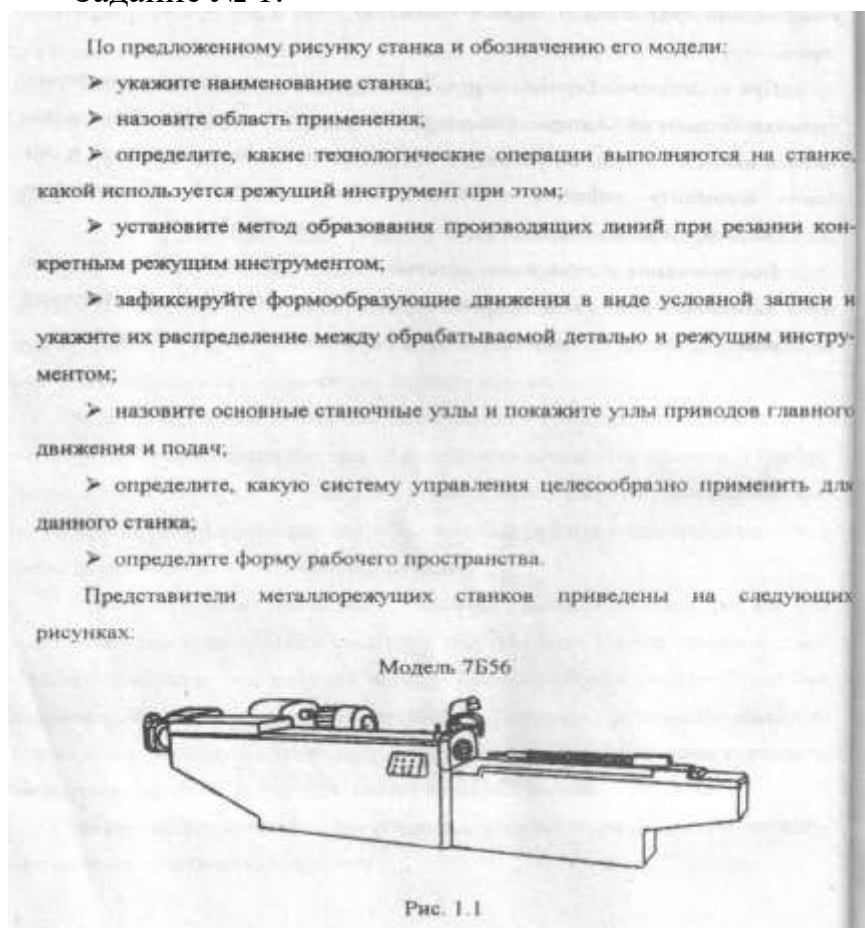 Задание № 1.
По предложенному рисунку станка и обозначению его модели:
➢ укажите наименование станка;
➢ назовите область применения;
➢ определите, какие технологические операции выполняются на станке,
какой используется режущий инструмент при этом;
➢ установите метод образования производящих линий при резании кон-
кретным режущим инструментом;
➢ зафиксируйте формообразующие движения в виде условной записи и
укажите их распределение между обрабатываемой деталью и режущим инстру-
ментом;
➢ назовите основные станочные узлы и покажите узлы приводов главного
движения и подач;
➢ определите, какую систему управления целесообразно применить для
данного станка;
➢ определите форму рабочего пространства.
Представители металлорежущих станков приведены на следующих
рисунках:
Модель 7Б56
Рис. 1.1